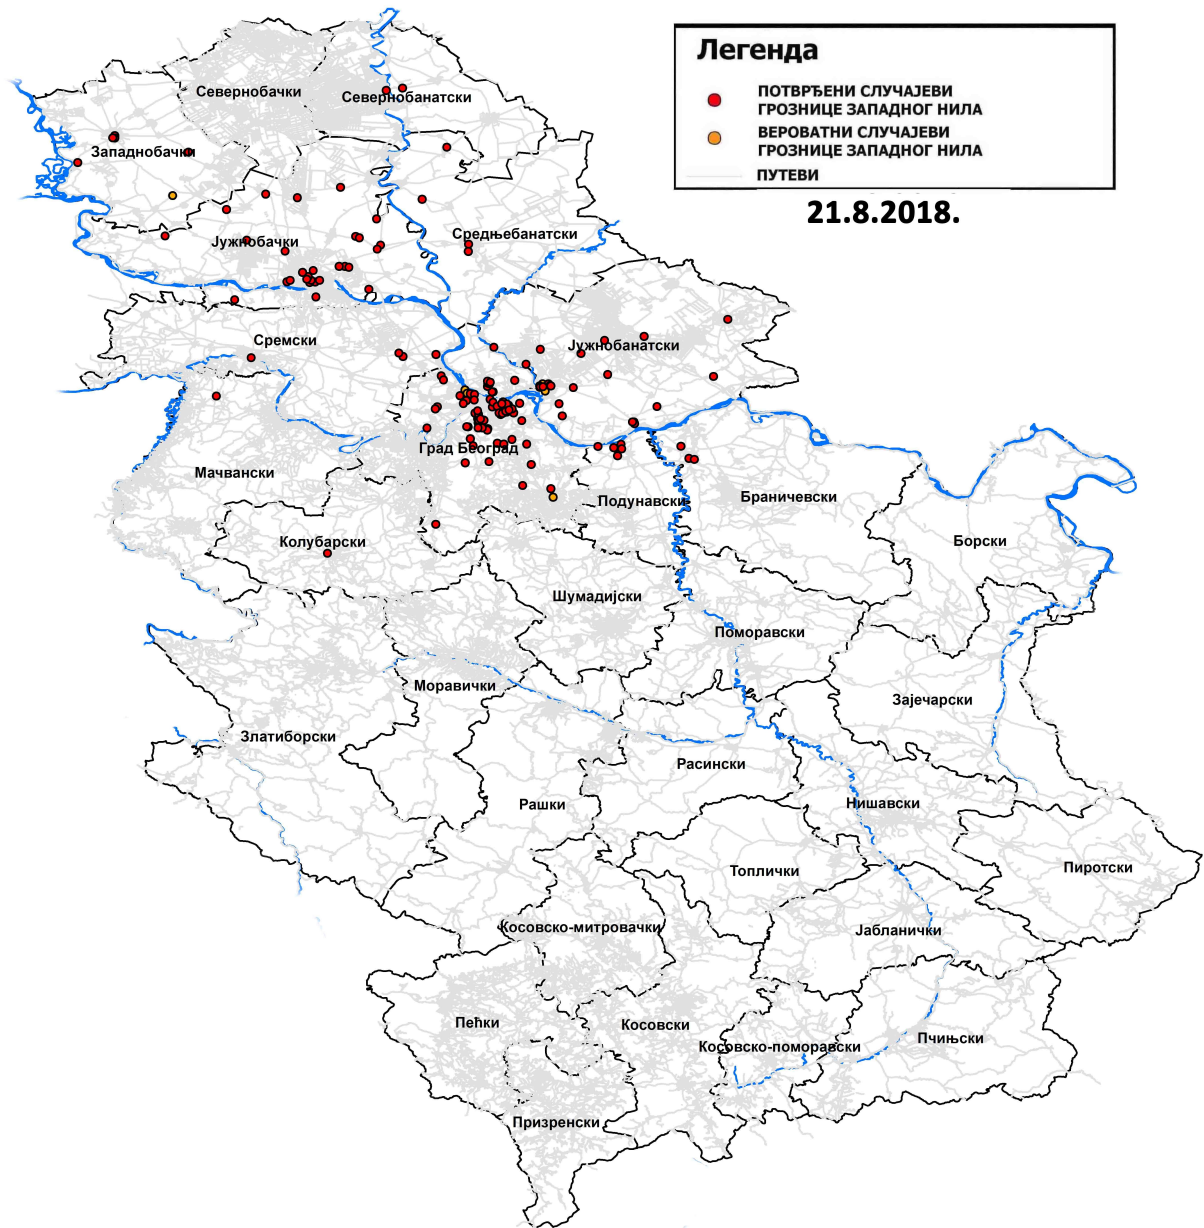 Легенда
ПОТВРЂЕНИ СЛУЧАЈЕВИ
ГРОЗНИЦЕ ЗАПАДНОГ НИЛА
ВЕРОВАТНИ СЛУЧАЈЕВИ
ГРОЗНИЦЕ ЗАПАДНОГ НИЛА
ПУТЕВИ
21.8.2018.
Севернобачки
Севернобанатски
Западнобачки
Јужнобачки
Средњебанатски
Сремски
Јужнобанатски
Град Београд
Мачвански
Подунавски
Браничевски
Колубарски
Борски
Шумадијски
Поморавски
Моравички
Зајечарски
Златиборски
Расински
Рашки
Нишавски
Топлички
Пиротски
Косовско-митровачки
Јабланички
Пећки
Косовски
Косовско-поморавски
Пчињски
Призренски